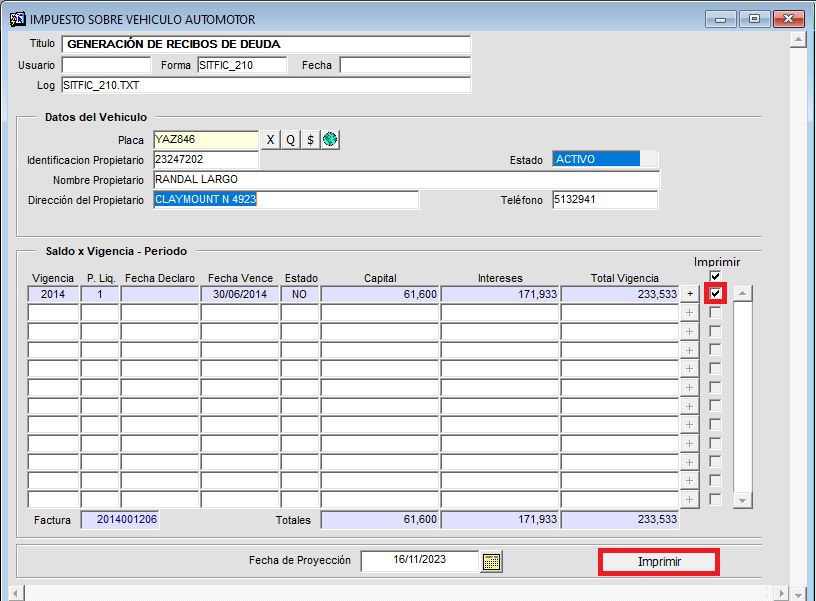 IMPUESTO SOBRE VEHICULO AUTOMOTOR
Titulo GENERACIÓN DE RECIBOS DE DEUDA
Usuario Forma SITFIC_210 Fecha
Log SITFIC_210.TXT
Datos del Vehiculo
Placa YAZ846 X Q $
Identificacion Propietario 23247202 Estado ACTIVO
Nombre Propietario RANDAL LARGO
Dirección del Propietario CLAYMOUNT N 4923 Teléfono 5132941
Saldo x Vigencia - Periodo
Imprimir
Vigencia P. Liq. Fecha Declaro Fecha Vence Estado Capital Intereses Total Vigencia
2014 1 30/06/2014 NO 61,600 171,933 233,533 +
+
+
+
+
+
+
+
+
+
+
+
Factura 2014001206 Totales 61,600 171,933 233,533
Fecha de Proyección 16/11/2023 Imprimir